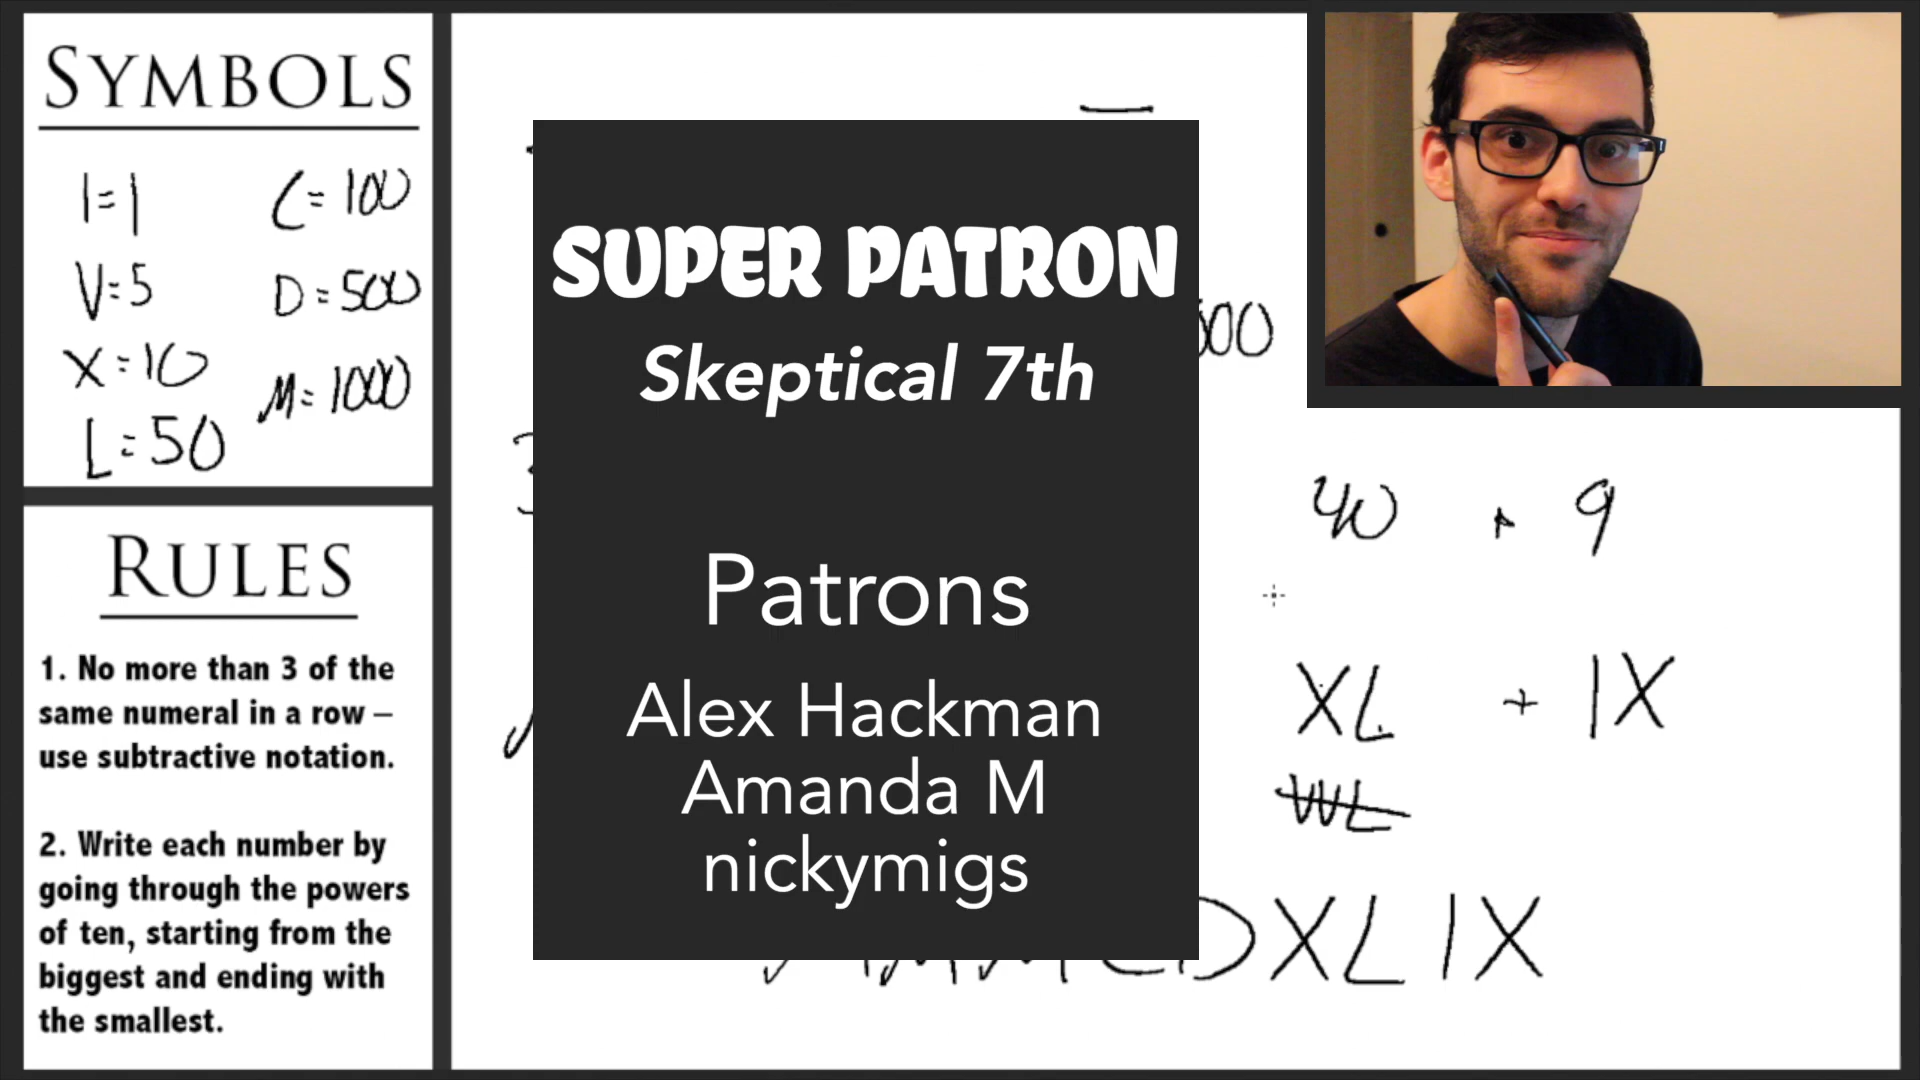 SYMBOLS
I=1
C=100
V=5
D=500
X=10
M=1000
L=50
RULES
1. No more than 3 of the
same numeral in a row –
use subtractive notation.
2. Write each number by
going through the powers
of ten, starting from the
biggest and ending with
the smallest.
SUPER PATRON
Skeptical 7th
Patrons
Alex Hackman
Amanda M
nickymigs
40 + 9
XL + IX
DXLIX